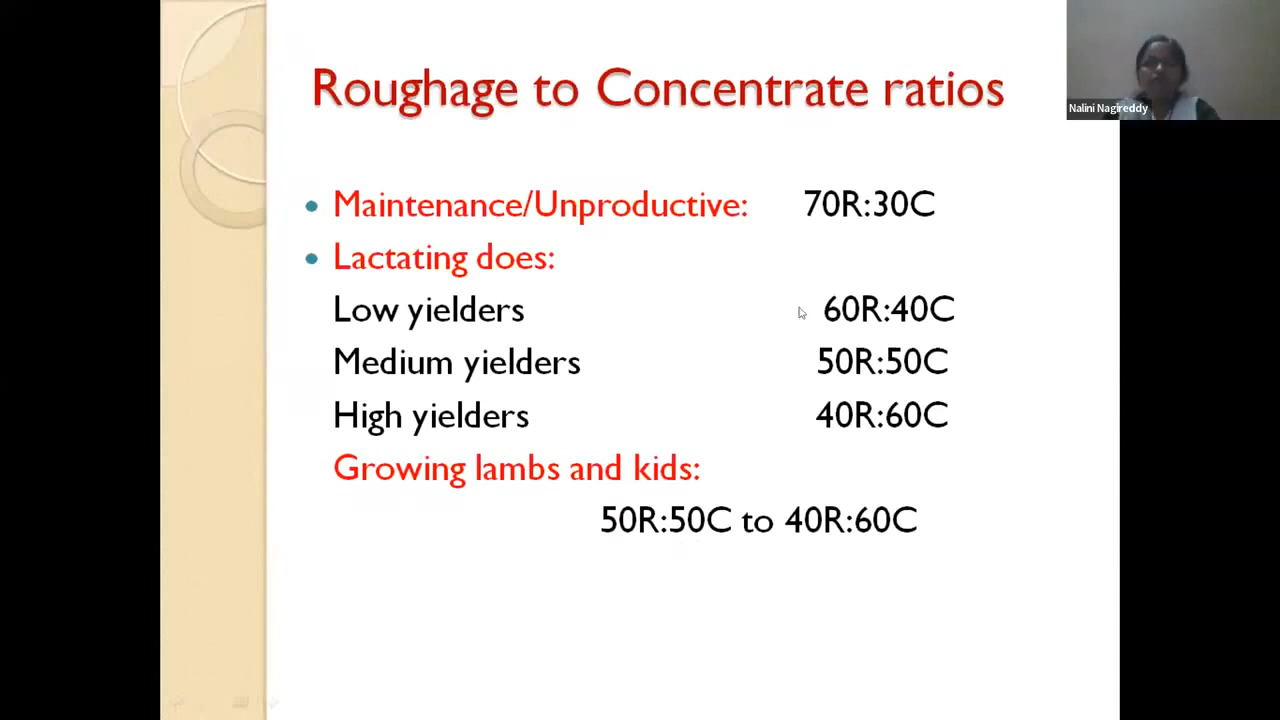 Roughage to Concentrate ratios
Nalini Nagireddy
• Maintenance/Unproductive: 70R:30C
• Lactating does:
Low yielders 60R:40C
Medium yielders 50R:50C
High yielders 40R:60C
Growing lambs and kids:
50R:50C to 40R:60C